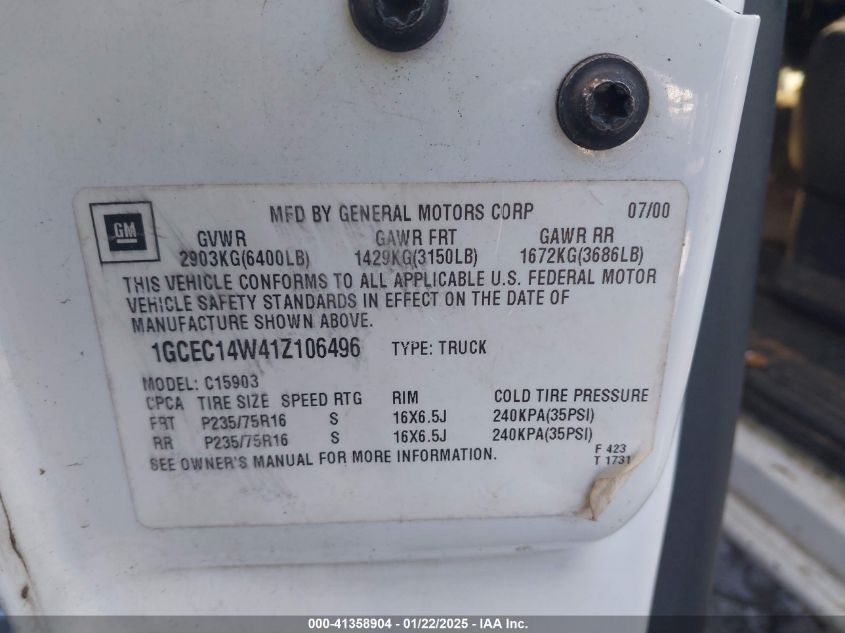 GM
MFD BY GENERAL MOTORS CORP 07/00
GVWR GAWR FRT GAWR RR
2903KG(6400LB) 1429KG(3150LB) 1672KG(3686LB)
THIS VEHICLE CONFORMS TO ALL APPLICABLE U.S. FEDERAL MOTOR
VEHICLE SAFETY STANDARDS IN EFFECT ON THE DATE OF
MANUFACTURE SHOWN ABOVE.
1GCEC14W41Z106496 TYPE: TRUCK
MODEL: C15903
CPCA TIRE SIZE SPEED RTG RIM COLD TIRE PRESSURE
FRT P235/75R16 S 16X6.5J 240KPA(35PSI)
RR P235/75R16 S 16X6.5J 240KPA(35PSI)
SEE OWNER'S MANUAL FOR MORE INFORMATION.
F 423
T 1731
000-41358904 - 01/22/2025 - IAA Inc.